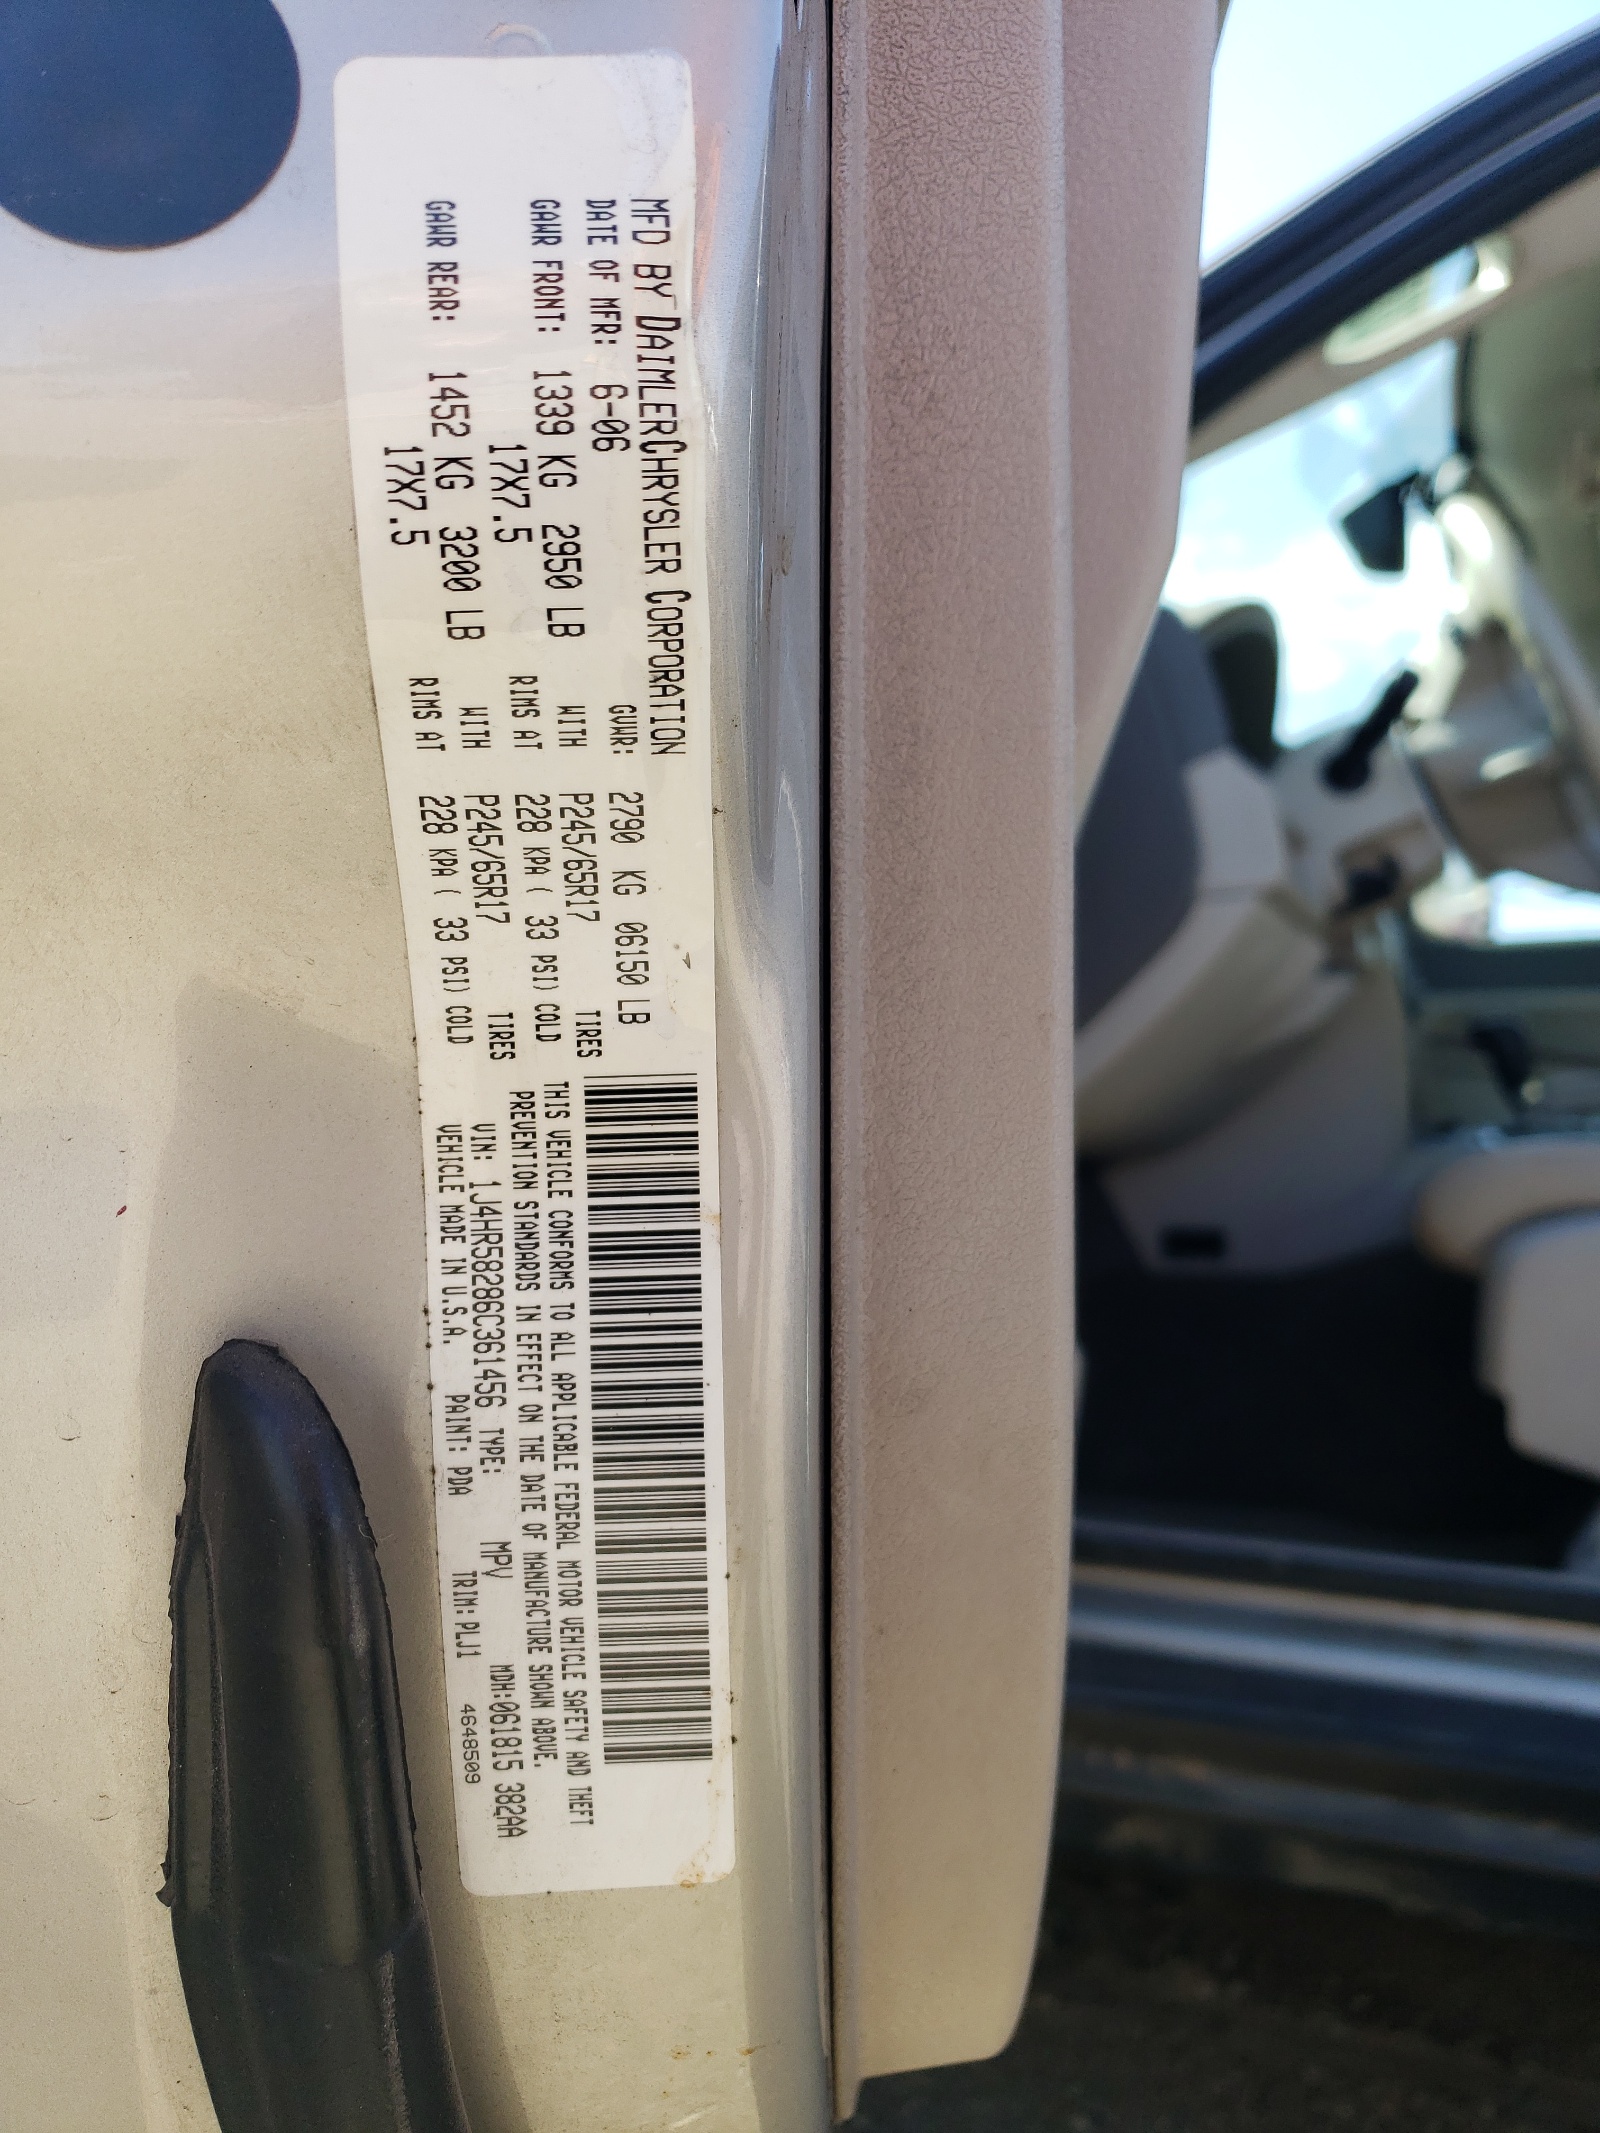 MFD BY DAIMLERCHRYSLER CORPORATION
DATE OF MFR: 6-06 GVWR: 2790 KG 06150 LB
GAWR FRONT: 1339 KG 2950 LB WITH P245/65R17 TIRES
17X7.5 RIMS AT 228 KPA ( 33 PSI) COLD
GAWR REAR: 1452 KG 3200 LB WITH P245/65R17 TIRES
17X7.5 RIMS AT 228 KPA ( 33 PSI) COLD
THIS VEHICLE CONFORMS TO ALL APPLICABLE FEDERAL MOTOR VEHICLE SAFETY AND THEFT
PREVENTION STANDARDS IN EFFECT ON THE DATE OF MANUFACTURE SHOWN ABOVE.
VIN: 1J4HR58286C361456 TYPE: MPV MDH:061815 382AA
VEHICLE MADE IN U.S.A. PAINT: PDA TRIM: PLJ1 4648509